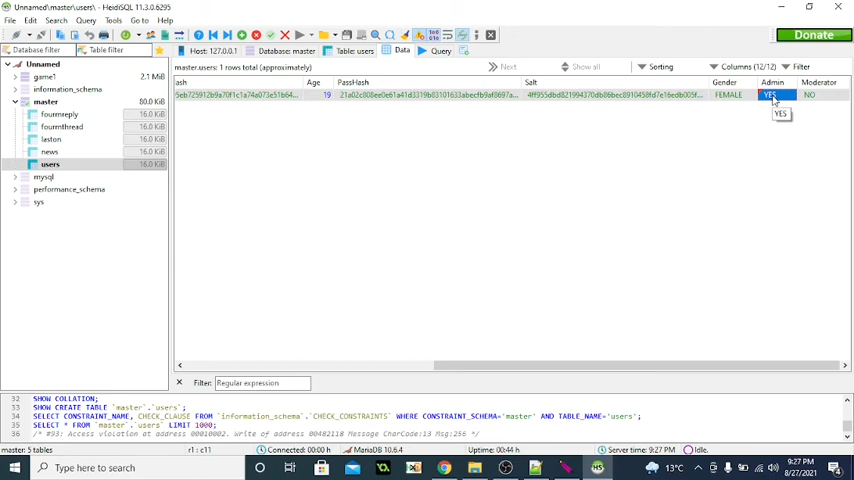 Unnamed\master\users\ - HeidiSQL 11.3.0.6295
File Edit Search Query Tools Go to Help
Donate
Database filter Table filter
Host: 127.0.0.1 Database: master Table: users Data Query
Unnamed
game1 2.1 MiB
information_schema
master 80.0 KiB
fourmreply 16.0 KiB
fourmthread 16.0 KiB
laston 16.0 KiB
news 16.0 KiB
users 16.0 KiB
mysql
performance_schema
sys
master.users: 1 rows total (approximately) Next Show all Sorting Columns (12/12) Filter
ash Age PassHash Salt Gender Admin Moderator
5eb725912b9a70f1c1a74a073e51b64... 19 21a02c808ee0e61a41d3319b83101633abecfb9af8697a... 4ff955dbd821994370db86bec8910458fd7e16edb005f... FEMALE YES NO
YES
Filter: Regular expression
32 SHOW COLLATION;
33 SHOW CREATE TABLE `master`.`users`;
34 SELECT CONSTRAINT_NAME, CHECK_CLAUSE FROM `information_schema`.`CHECK_CONSTRAINTS` WHERE CONSTRAINT_SCHEMA='master' AND TABLE_NAME='users';
35 SELECT * FROM `master`.`users` LIMIT 1000;
36 /* #93: Access violation at address 00010002. Write of address 00482118 Message CharCode:13 Msg:256 */
master: 5 tables r1 : c11 Connected: 00:00 h MariaDB 10.6.4 Uptime: 00:44 h Server time: 9:27 PM Idle.
Type here to search 13°C 9:27 PM
8/27/2021 4